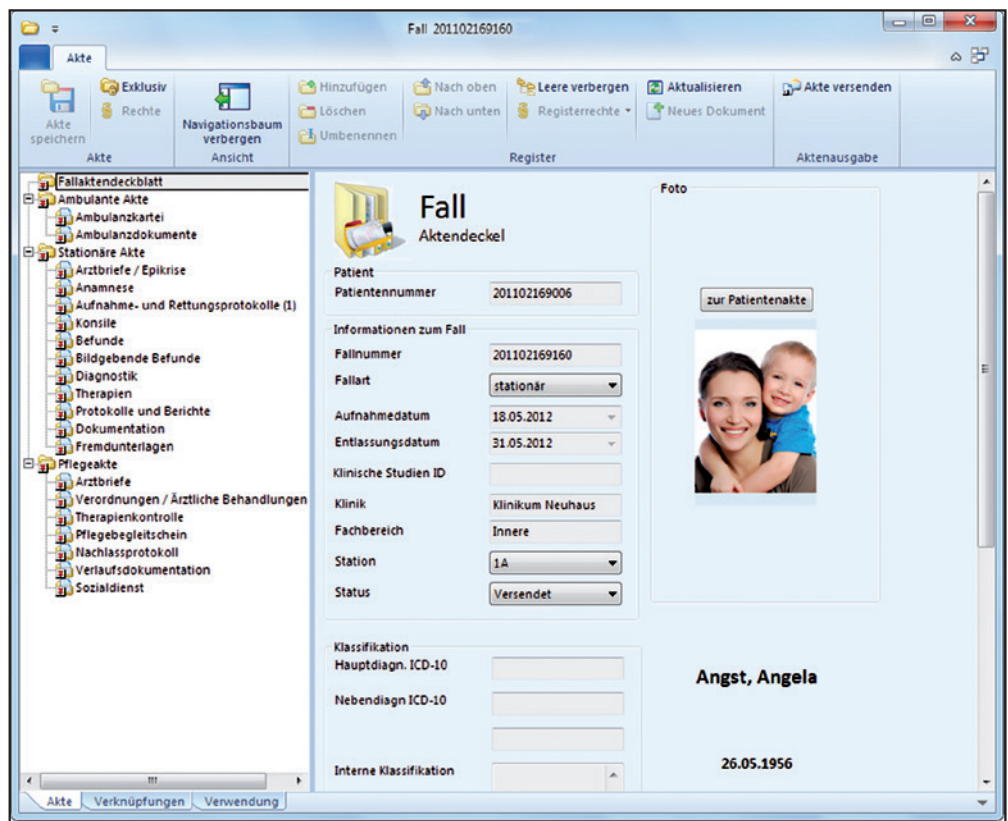 Fall 201102169160
Akte
Akte speichern
Exklusiv
Rechte
Akte
Navigationsbaum verbergen
Ansicht
Hinzufügen
Löschen
Umbenennen
Nach oben
Nach unten
Leere verbergen
Registerrechte
Aktualisieren
Neues Dokument
Register
Akte versenden
Aktenausgabe
Fallaktendeckblatt
Ambulante Akte
Ambulanzkartei
Ambulanzdokumente
Stationäre Akte
Arztbriefe / Epikrise
Anamnese
Aufnahme- und Rettungsprotokolle (1)
Konsile
Befunde
Bildgebende Befunde
Diagnostik
Therapien
Protokolle und Berichte
Dokumentation
Fremdunterlagen
Pflegeakte
Arztbriefe
Verordnungen / Ärztliche Behandlungen
Therapienkontrolle
Pflegebegleitschein
Nachlassprotokoll
Verlaufsdokumentation
Sozialdienst
Fall
Aktendeckel
Patient
Patientennummer 201102169006
Informationen zum Fall
Fallnummer 201102169160
Fallart stationär
Aufnahmedatum 18.05.2012
Entlassungsdatum 31.05.2012
Klinische Studien ID
Klinik Klinikum Neuhaus
Fachbereich Innere
Station 1A
Status Versendet
Klassifikation
Hauptdiagn. ICD-10
Nebendiagn ICD-10
Interne Klassifikation
Foto
zur Patientenakte
Angst, Angela
26.05.1956
Akte Verknüpfungen Verwendung